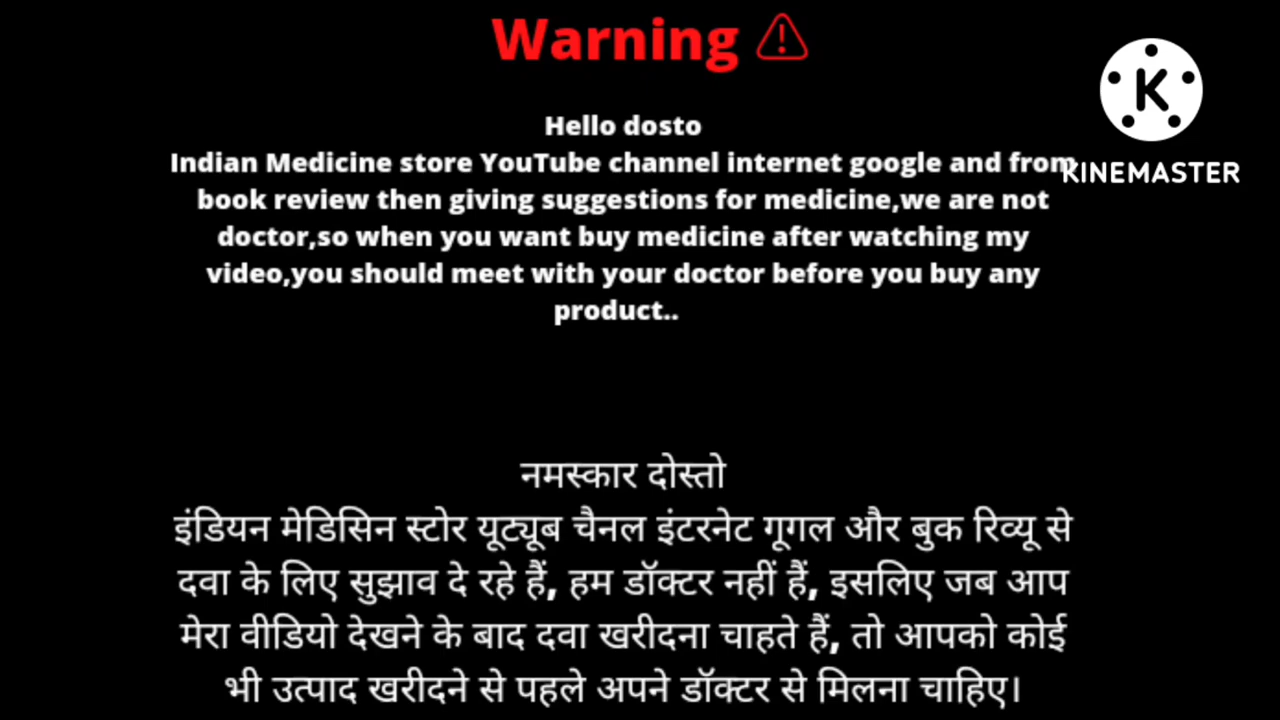 Warning ⚠
Hello dosto
Indian Medicine store YouTube channel internet google and from
book review then giving suggestions for medicine,we are not
doctor,so when you want buy medicine after watching my
video,you should meet with your doctor before you buy any
product..
K
KINEMASTER
नमस्कार दोस्तो
इंडियन मेडिसिन स्टोर यूट्यूब चैनल इंटरनेट गूगल और बुक रिव्यू से
दवा के लिए सुझाव दे रहे हैं, हम डॉक्टर नहीं हैं, इसलिए जब आप
मेरा वीडियो देखने के बाद दवा खरीदना चाहते हैं, तो आपको कोई
भी उत्पाद खरीदने से पहले अपने डॉक्टर से मिलना चाहिए।